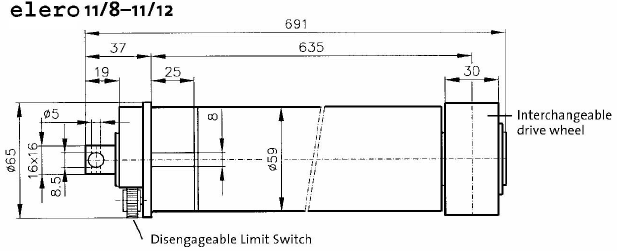 elero 11/8–11/12
691
37
635
19
25
30
ø5
8
Interchangeable
drive wheel
ø65
16x16
8.5
ø59
Disengageable Limit Switch